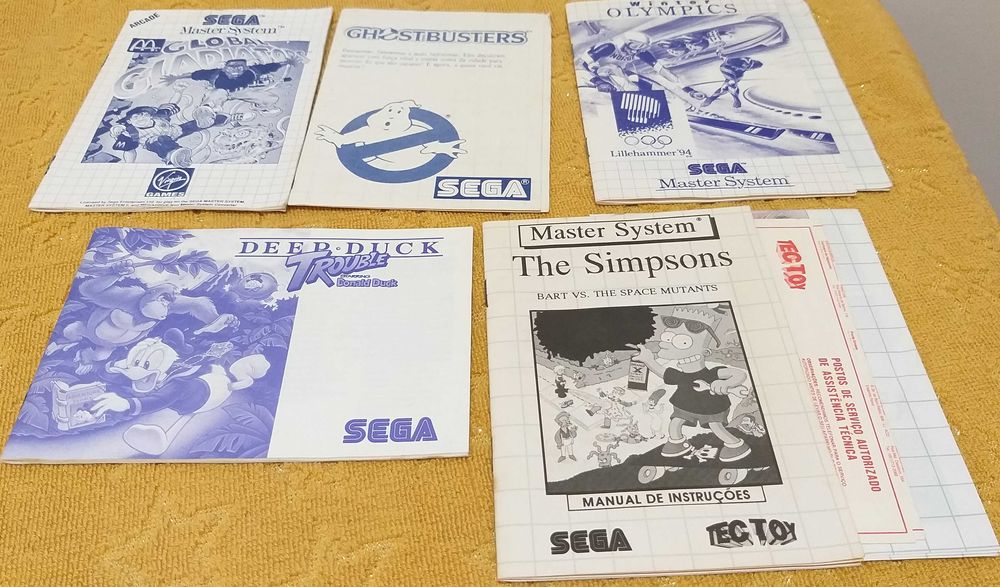 ARCADE
SEGA
Master System
M
GLOBAL
GLADIATORS
Virgin
GAMES
GHOSTBUSTERS
SEGA®
Winter
OLYMPICS
Lillehammer '94
SEGA
Master System
DEEP DUCK
TROUBLE
STARRING
Donald Duck
SEGA
Master System®
The Simpsons
BART VS. THE SPACE MUTANTS
MANUAL DE INSTRUÇÕES
SEGA
TEC TOY
TEC TOY
POSTOS DE SERVIÇO AUTORIZADO
DE ASSISTÊNCIA TÉCNICA